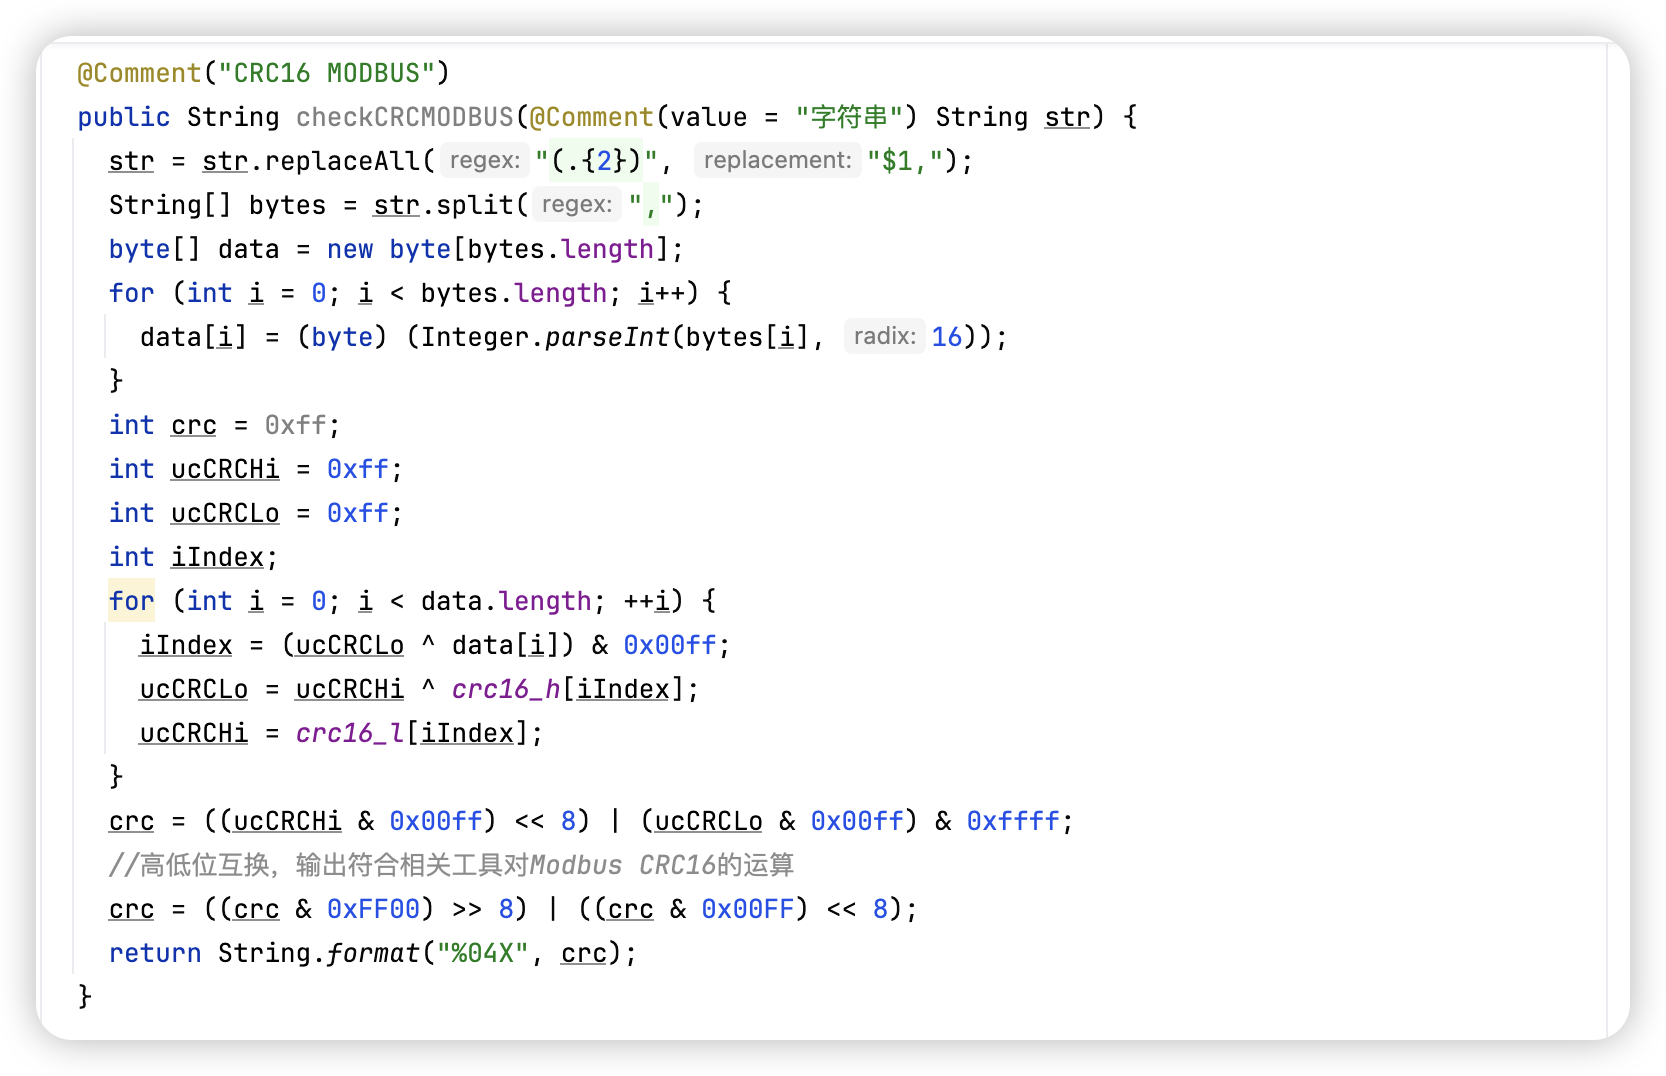 @Comment("CRC16 MODBUS")
public String checkCRCMODBUS(@Comment(value = "字符串") String str) {
str = str.replaceAll( regex: "(.{2})", replacement: "$1,");
String[] bytes = str.split( regex: ",");
byte[] data = new byte[bytes.length];
for (int i = 0; i < bytes.length; i++) {
data[i] = (byte) (Integer.parseInt(bytes[i], radix: 16));
}
int crc = 0xff;
int ucCRCHi = 0xff;
int ucCRCLo = 0xff;
int iIndex;
for (int i = 0; i < data.length; ++i) {
iIndex = (ucCRCLo ^ data[i]) & 0x00ff;
ucCRCLo = ucCRCHi ^ crc16_h[iIndex];
ucCRCHi = crc16_l[iIndex];
}
crc = ((ucCRCHi & 0x00ff) << 8) | (ucCRCLo & 0x00ff) & 0xffff;
//高低位互换，输出符合相关工具对Modbus CRC16的运算
crc = ((crc & 0xFF00) >> 8) | ((crc & 0x00FF) << 8);
return String.format("%04X", crc);
}